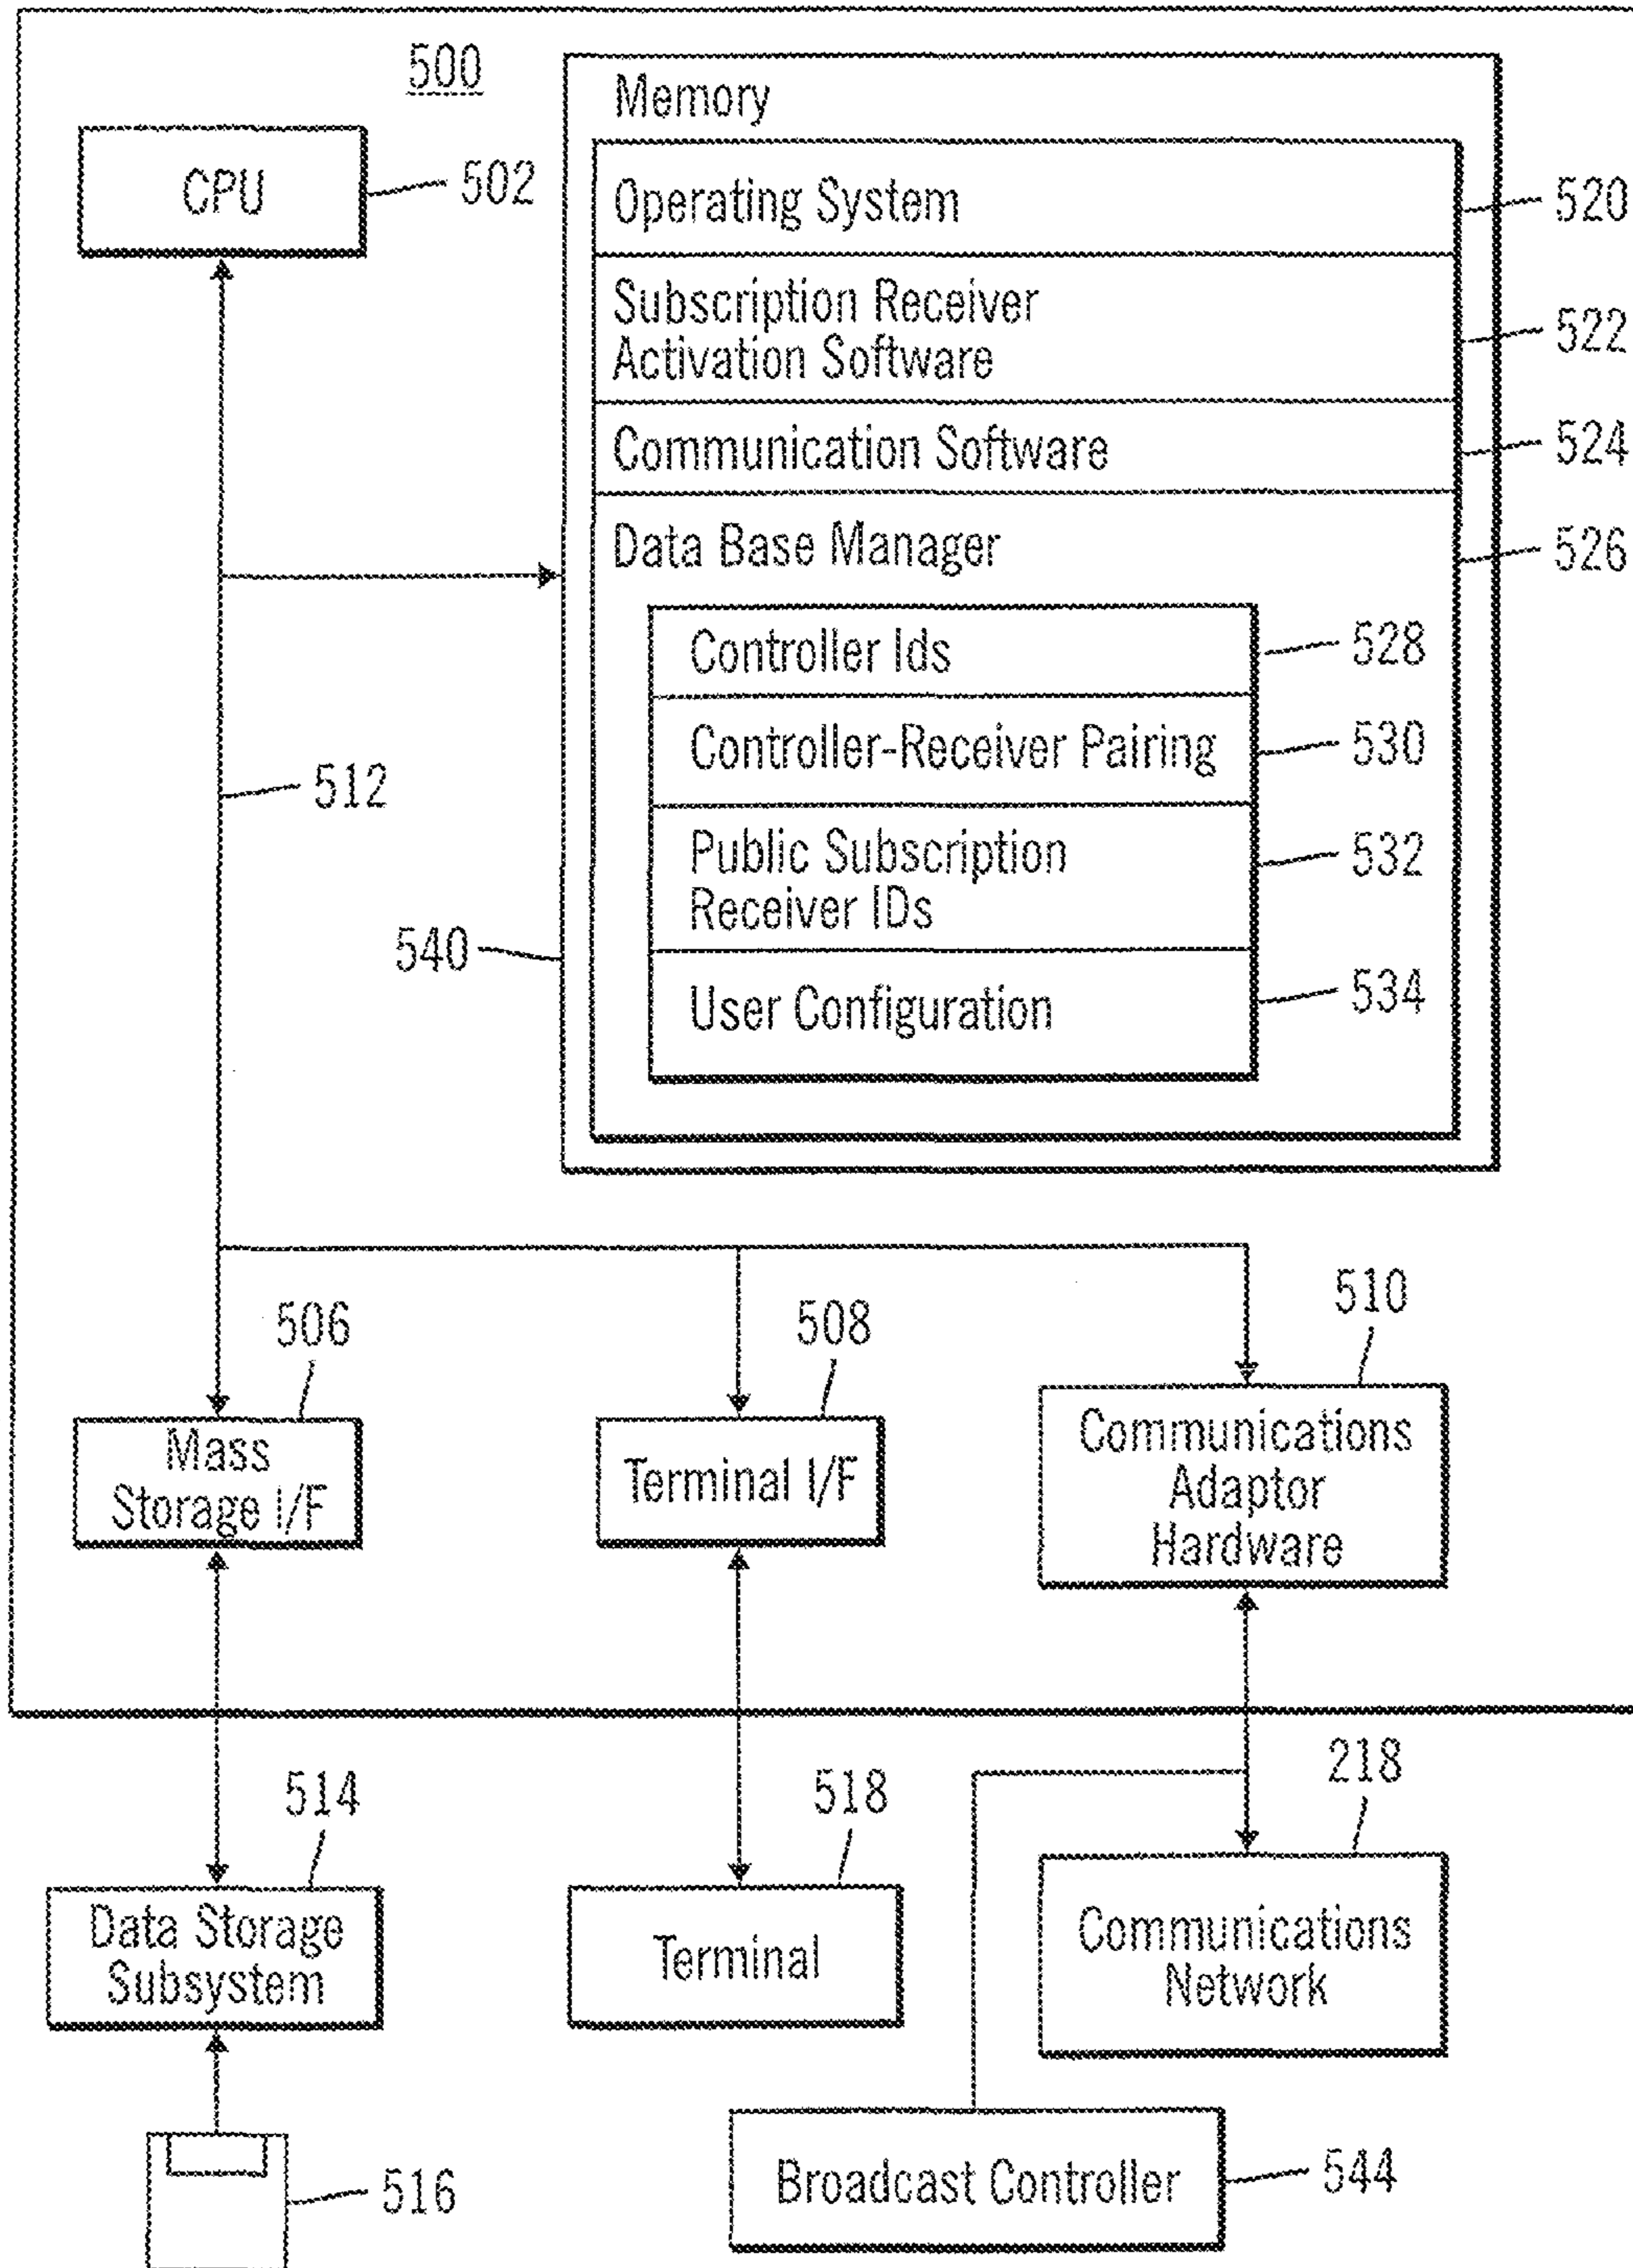 500
Memory
CPU
502
Operating System
520
Subscription Receiver
Activation Software
522
Communication Software
524
Data Base Manager
526
Controller Ids
528
Controller-Receiver Pairing
530
512
Public Subscription
Receiver IDs
532
540
User Configuration
534
506
508
510
Mass
Storage I/F
Terminal I/F
Communications
Adaptor
Hardware
514
518
218
Data Storage
Subsystem
Terminal
Communications
Network
516
Broadcast Controller
544